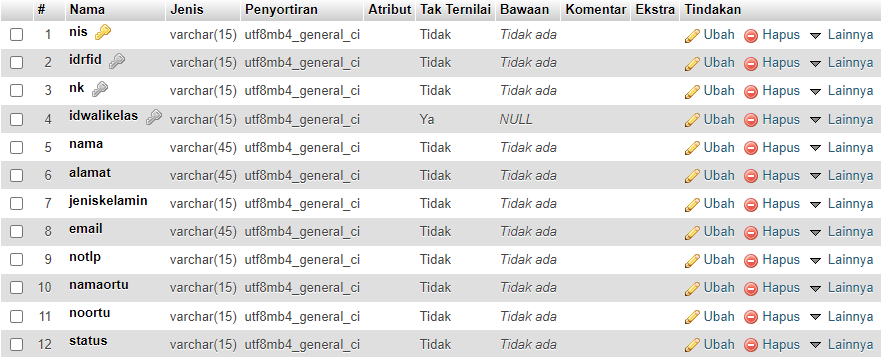 # Nama Jenis Penyortiran Atribut Tak Ternilai Bawaan Komentar Ekstra Tindakan
1 nis varchar(15) utf8mb4_general_ci Tidak Tidak ada Ubah Hapus Lainnya
2 idrfid varchar(15) utf8mb4_general_ci Tidak Tidak ada Ubah Hapus Lainnya
3 nk varchar(15) utf8mb4_general_ci Tidak Tidak ada Ubah Hapus Lainnya
4 idwalikelas varchar(15) utf8mb4_general_ci Ya NULL Ubah Hapus Lainnya
5 nama varchar(45) utf8mb4_general_ci Tidak Tidak ada Ubah Hapus Lainnya
6 alamat varchar(45) utf8mb4_general_ci Tidak Tidak ada Ubah Hapus Lainnya
7 jeniskelamin varchar(15) utf8mb4_general_ci Tidak Tidak ada Ubah Hapus Lainnya
8 email varchar(45) utf8mb4_general_ci Tidak Tidak ada Ubah Hapus Lainnya
9 notlp varchar(15) utf8mb4_general_ci Tidak Tidak ada Ubah Hapus Lainnya
10 namaortu varchar(15) utf8mb4_general_ci Tidak Tidak ada Ubah Hapus Lainnya
11 noortu varchar(15) utf8mb4_general_ci Tidak Tidak ada Ubah Hapus Lainnya
12 status varchar(15) utf8mb4_general_ci Tidak Tidak ada Ubah Hapus Lainnya